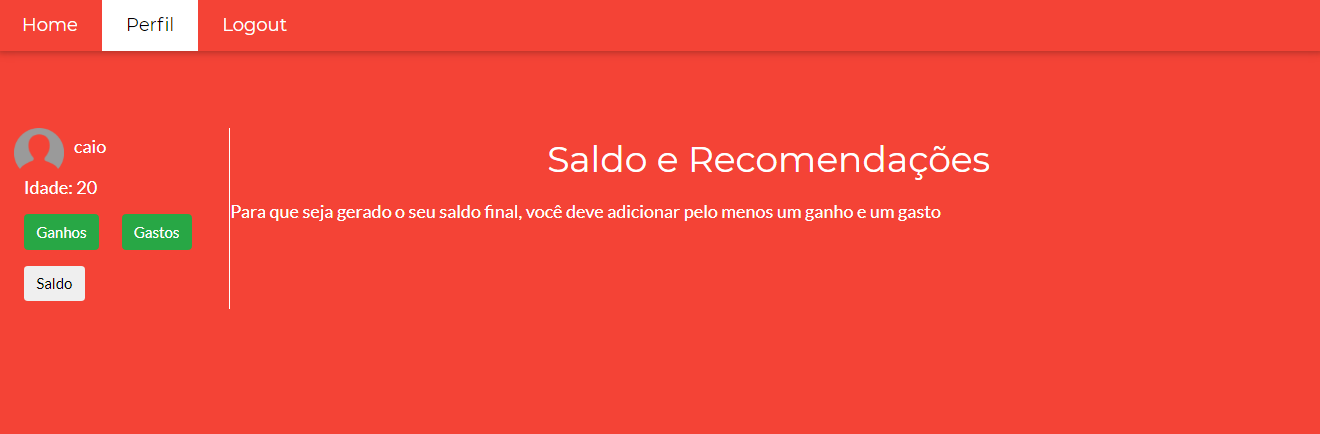 Home Perfil Logout
caio
Idade: 20
Ganhos Gastos
Saldo
Saldo e Recomendações
Para que seja gerado o seu saldo final, você deve adicionar pelo menos um ganho e um gasto